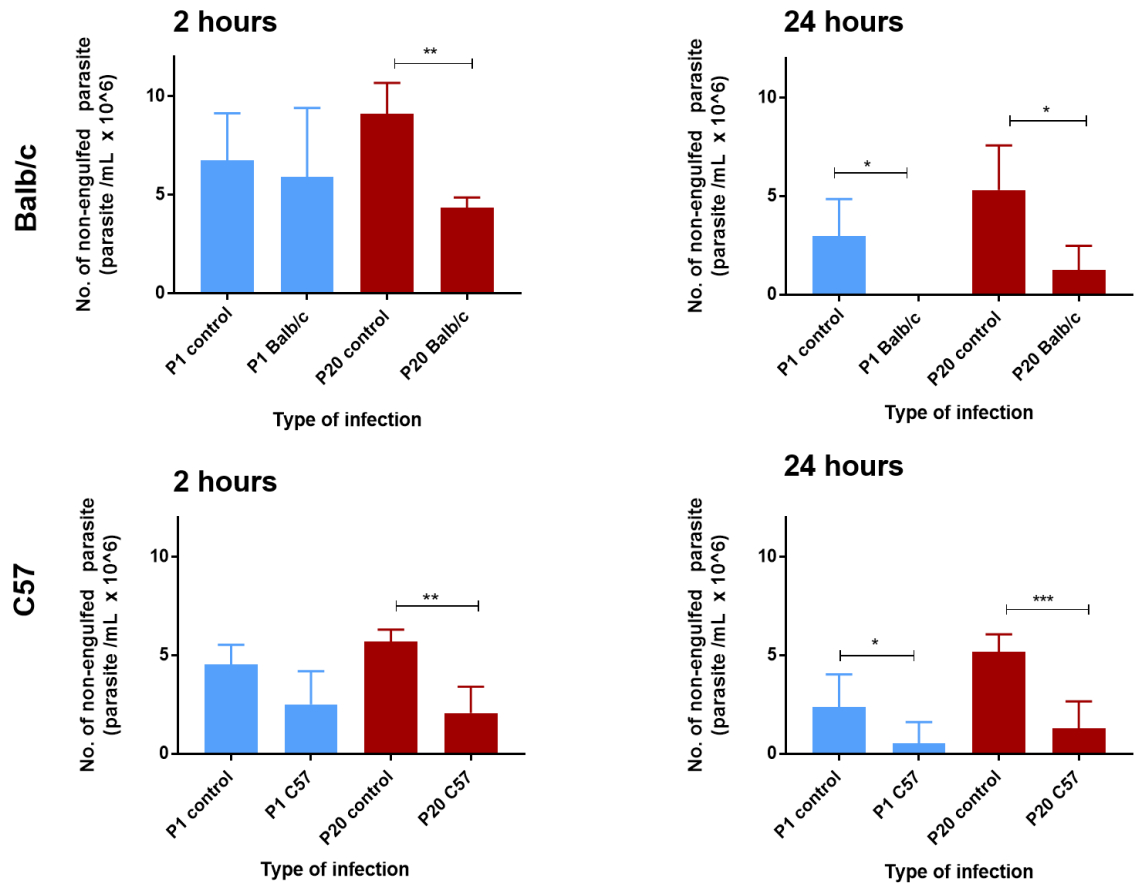 2 hours
24 hours
Balb/c
No. of non-engulfed parasite
(parasite /mL x 10^6)
10
5
0
**
P1 control
P1 Balb/c
P20 control
P20 Balb/c
Type of infection
No. of non-engulfed parasite
(parasite /mL x 10^6)
10
5
0
*
*
P1 control
P1 Balb/c
P20 control
P20 Balb/c
Type of infection
2 hours
24 hours
C57
No. of non-engulfed parasite
(parasite /mL x 10^6)
10
5
0
**
P1 control
P1 C57
P20 control
P20 C57
Type of infection
No. of non-engulfed parasite
(parasite /mL x 10^6)
10
5
0
*
***
P1 control
P1 C57
P20 control
P20 C57
Type of infection